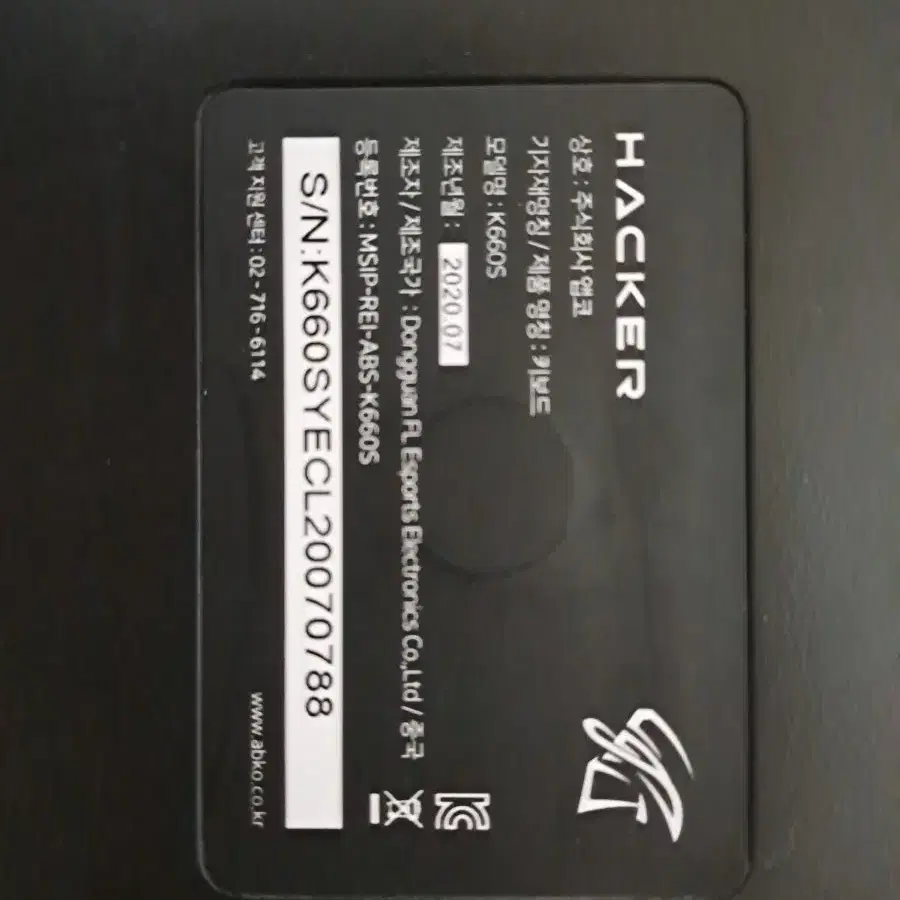 HACKER
상호 : 주식회사 앱코
기자재명칭 / 제품 명칭 : 키보드
모델명 : K660S
제조년월 : 2020.07
제조자 / 제조국가 : Dongguan FL Esports Electronics Co.,Ltd / 중국
등록번호 : MSIP-REI-ABS-K660S
S/N:K660SYECL20070788
고객 지원 센터 : 02 - 716 - 6114
www.abko.co.kr